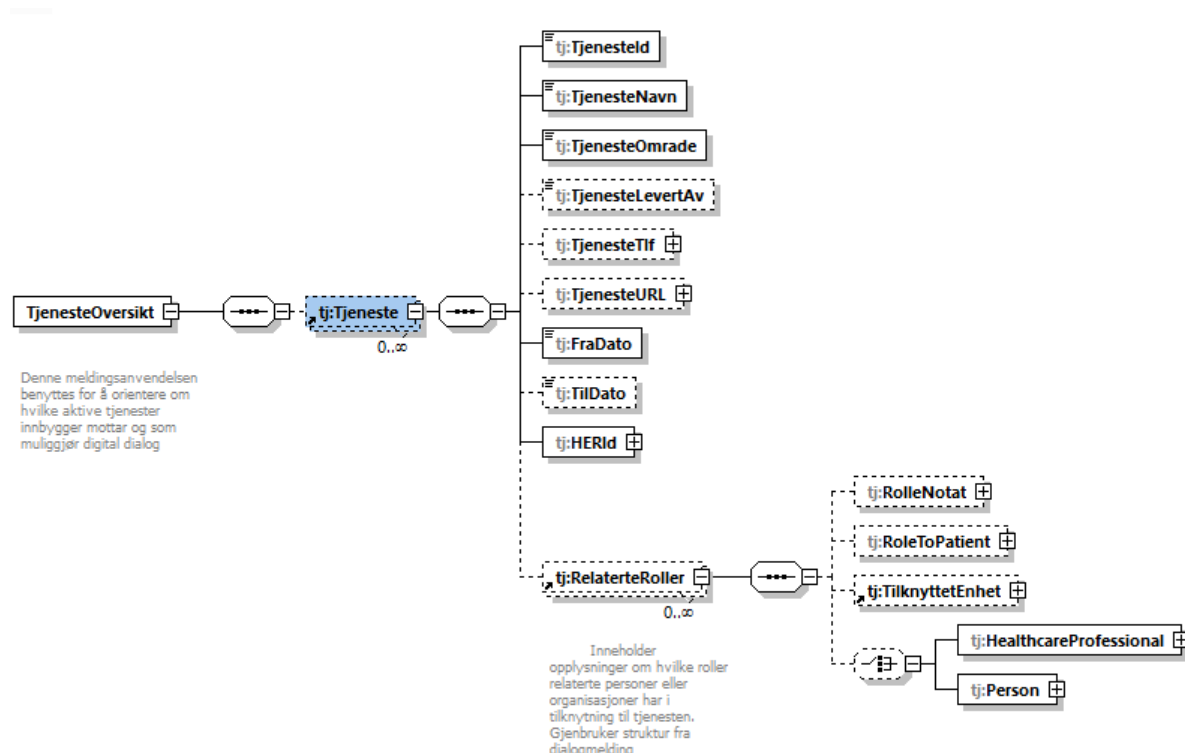 tj:TjenesteId
tj:TjenesteNavn
tj:TjenesteOmrade
tj:TjenesteLevertAv
tj:TjenesteTlf
tj:TjenesteURL
TjenesteOversikt
tj:Tjeneste
0..∞
tj:FraDato
Denne meldingsanvendelsen
benyttes for å orientere om
hvilke aktive tjenester
innbygger mottar og som
muliggjør digital dialog
tj:TilDato
tj:HERId
tj:RolleNotat
tj:RoleToPatient
tj:RelaterteRoller
0..∞
tj:TilknyttetEnhet
tj:HealthcareProfessional
tj:Person
Inneholder
opplysninger om hvilke roller
relaterte personer eller
organisasjoner har i
tilknytning til tjenesten.
Gjenbruker struktur fra
dialogmelding